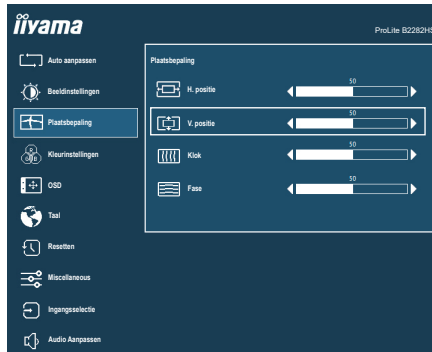 iiyama
ProLite B2282HS
Auto aanpassen
Beeldinstellingen
Plaatsbepaling
Kleurinstellingen
R
G B
OSD
Taal
Resetten
Miscellaneous
Ingangsselectie
Audio Aanpassen
Plaatsbepaling
H. positie
50
V. positie
50
Klok
50
Fase
50